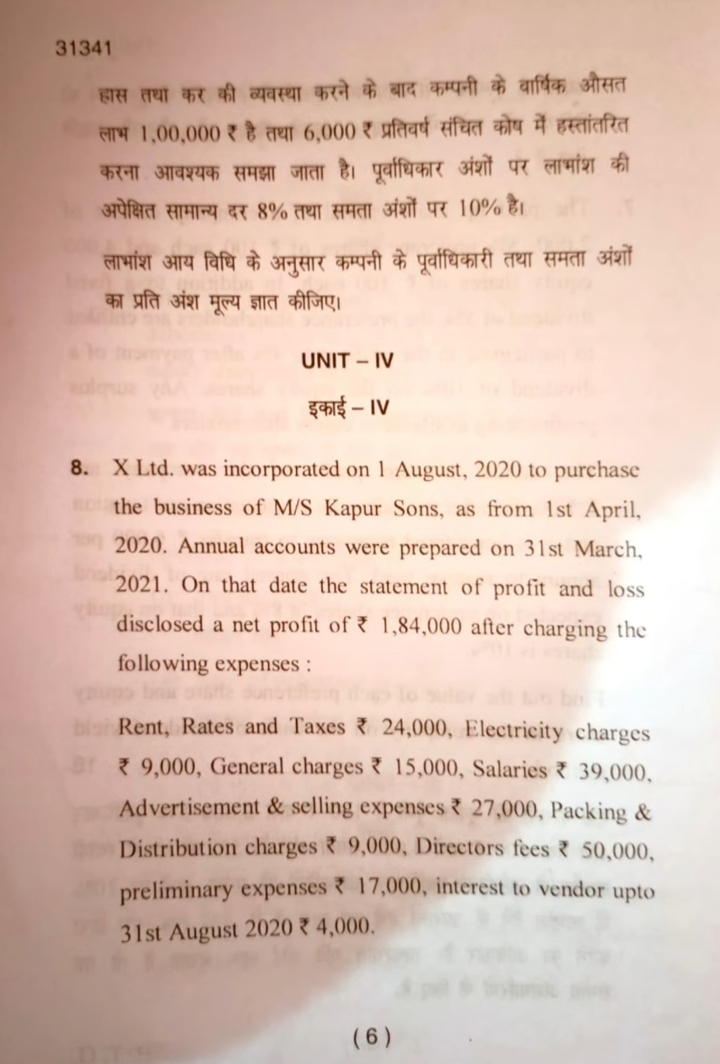 31341
ह्रास तथा कर की व्यवस्था करने के बाद कम्पनी के वार्षिक औसत
लाभ 1,00,000 ₹ है तथा 6,000 ₹ प्रतिवर्ष संचित कोष में हस्तांतरित
करना आवश्यक समझा जाता है। पूर्वाधिकार अंशों पर लाभांश की
अपेक्षित सामान्य दर 8% तथा समता अंशों पर 10% है।
लाभांश आय विधि के अनुसार कम्पनी के पूर्वाधिकारी तथा समता अंशों
का प्रति अंश मूल्य ज्ञात कीजिए।
UNIT – IV
इकाई – IV
8. X Ltd. was incorporated on 1 August, 2020 to purchase
the business of M/S Kapur Sons, as from 1st April,
2020. Annual accounts were prepared on 31st March,
2021. On that date the statement of profit and loss
disclosed a net profit of ₹ 1,84,000 after charging the
following expenses :
Rent, Rates and Taxes ₹ 24,000, Electricity charges
₹ 9,000, General charges ₹ 15,000, Salaries ₹ 39,000,
Advertisement & selling expenses ₹ 27,000, Packing &
Distribution charges ₹ 9,000, Directors fees ₹ 50,000,
preliminary expenses ₹ 17,000, interest to vendor upto
31st August 2020 ₹ 4,000.
( 6 )